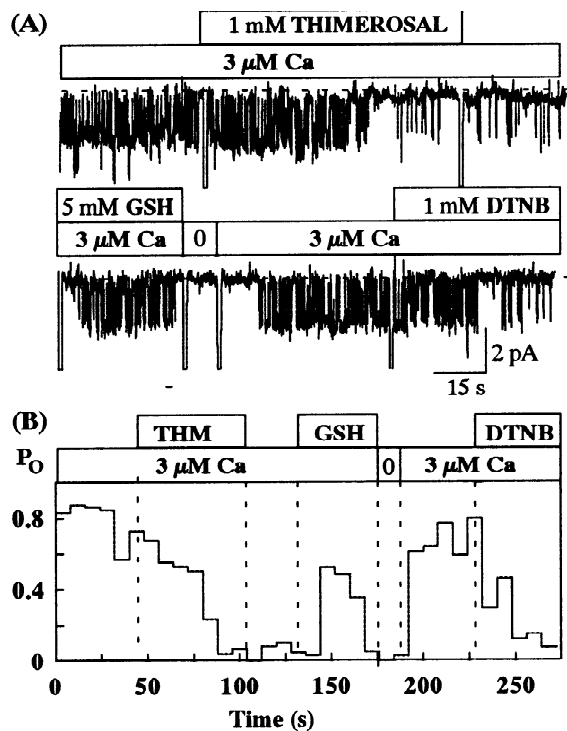 (A)
1 mM THIMEROSAL
3 µM Ca
5 mM GSH
1 mM DTNB
3 µM Ca
0
3 µM Ca
2 pA
15 s
(B)
THM
GSH
DTNB
PO
3 µM Ca
0
3 µM Ca
0.8
0.4
0
0
50
100
150
200
250
Time (s)